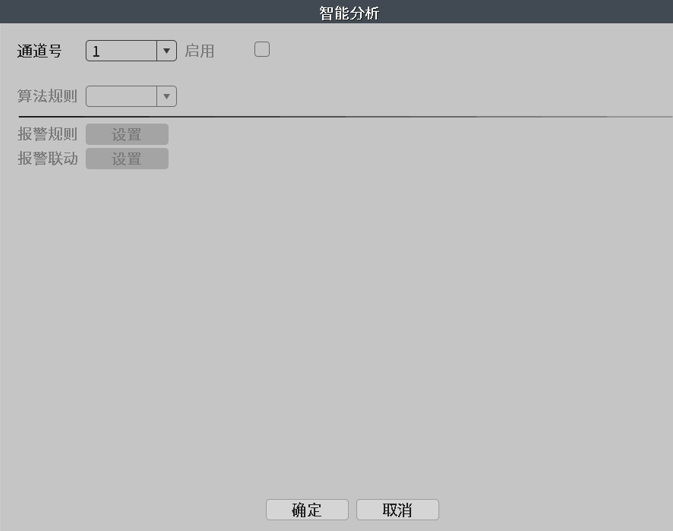 智能分析
通道号 1 启用
算法规则
报警规则 设置
报警联动 设置
确定 取消